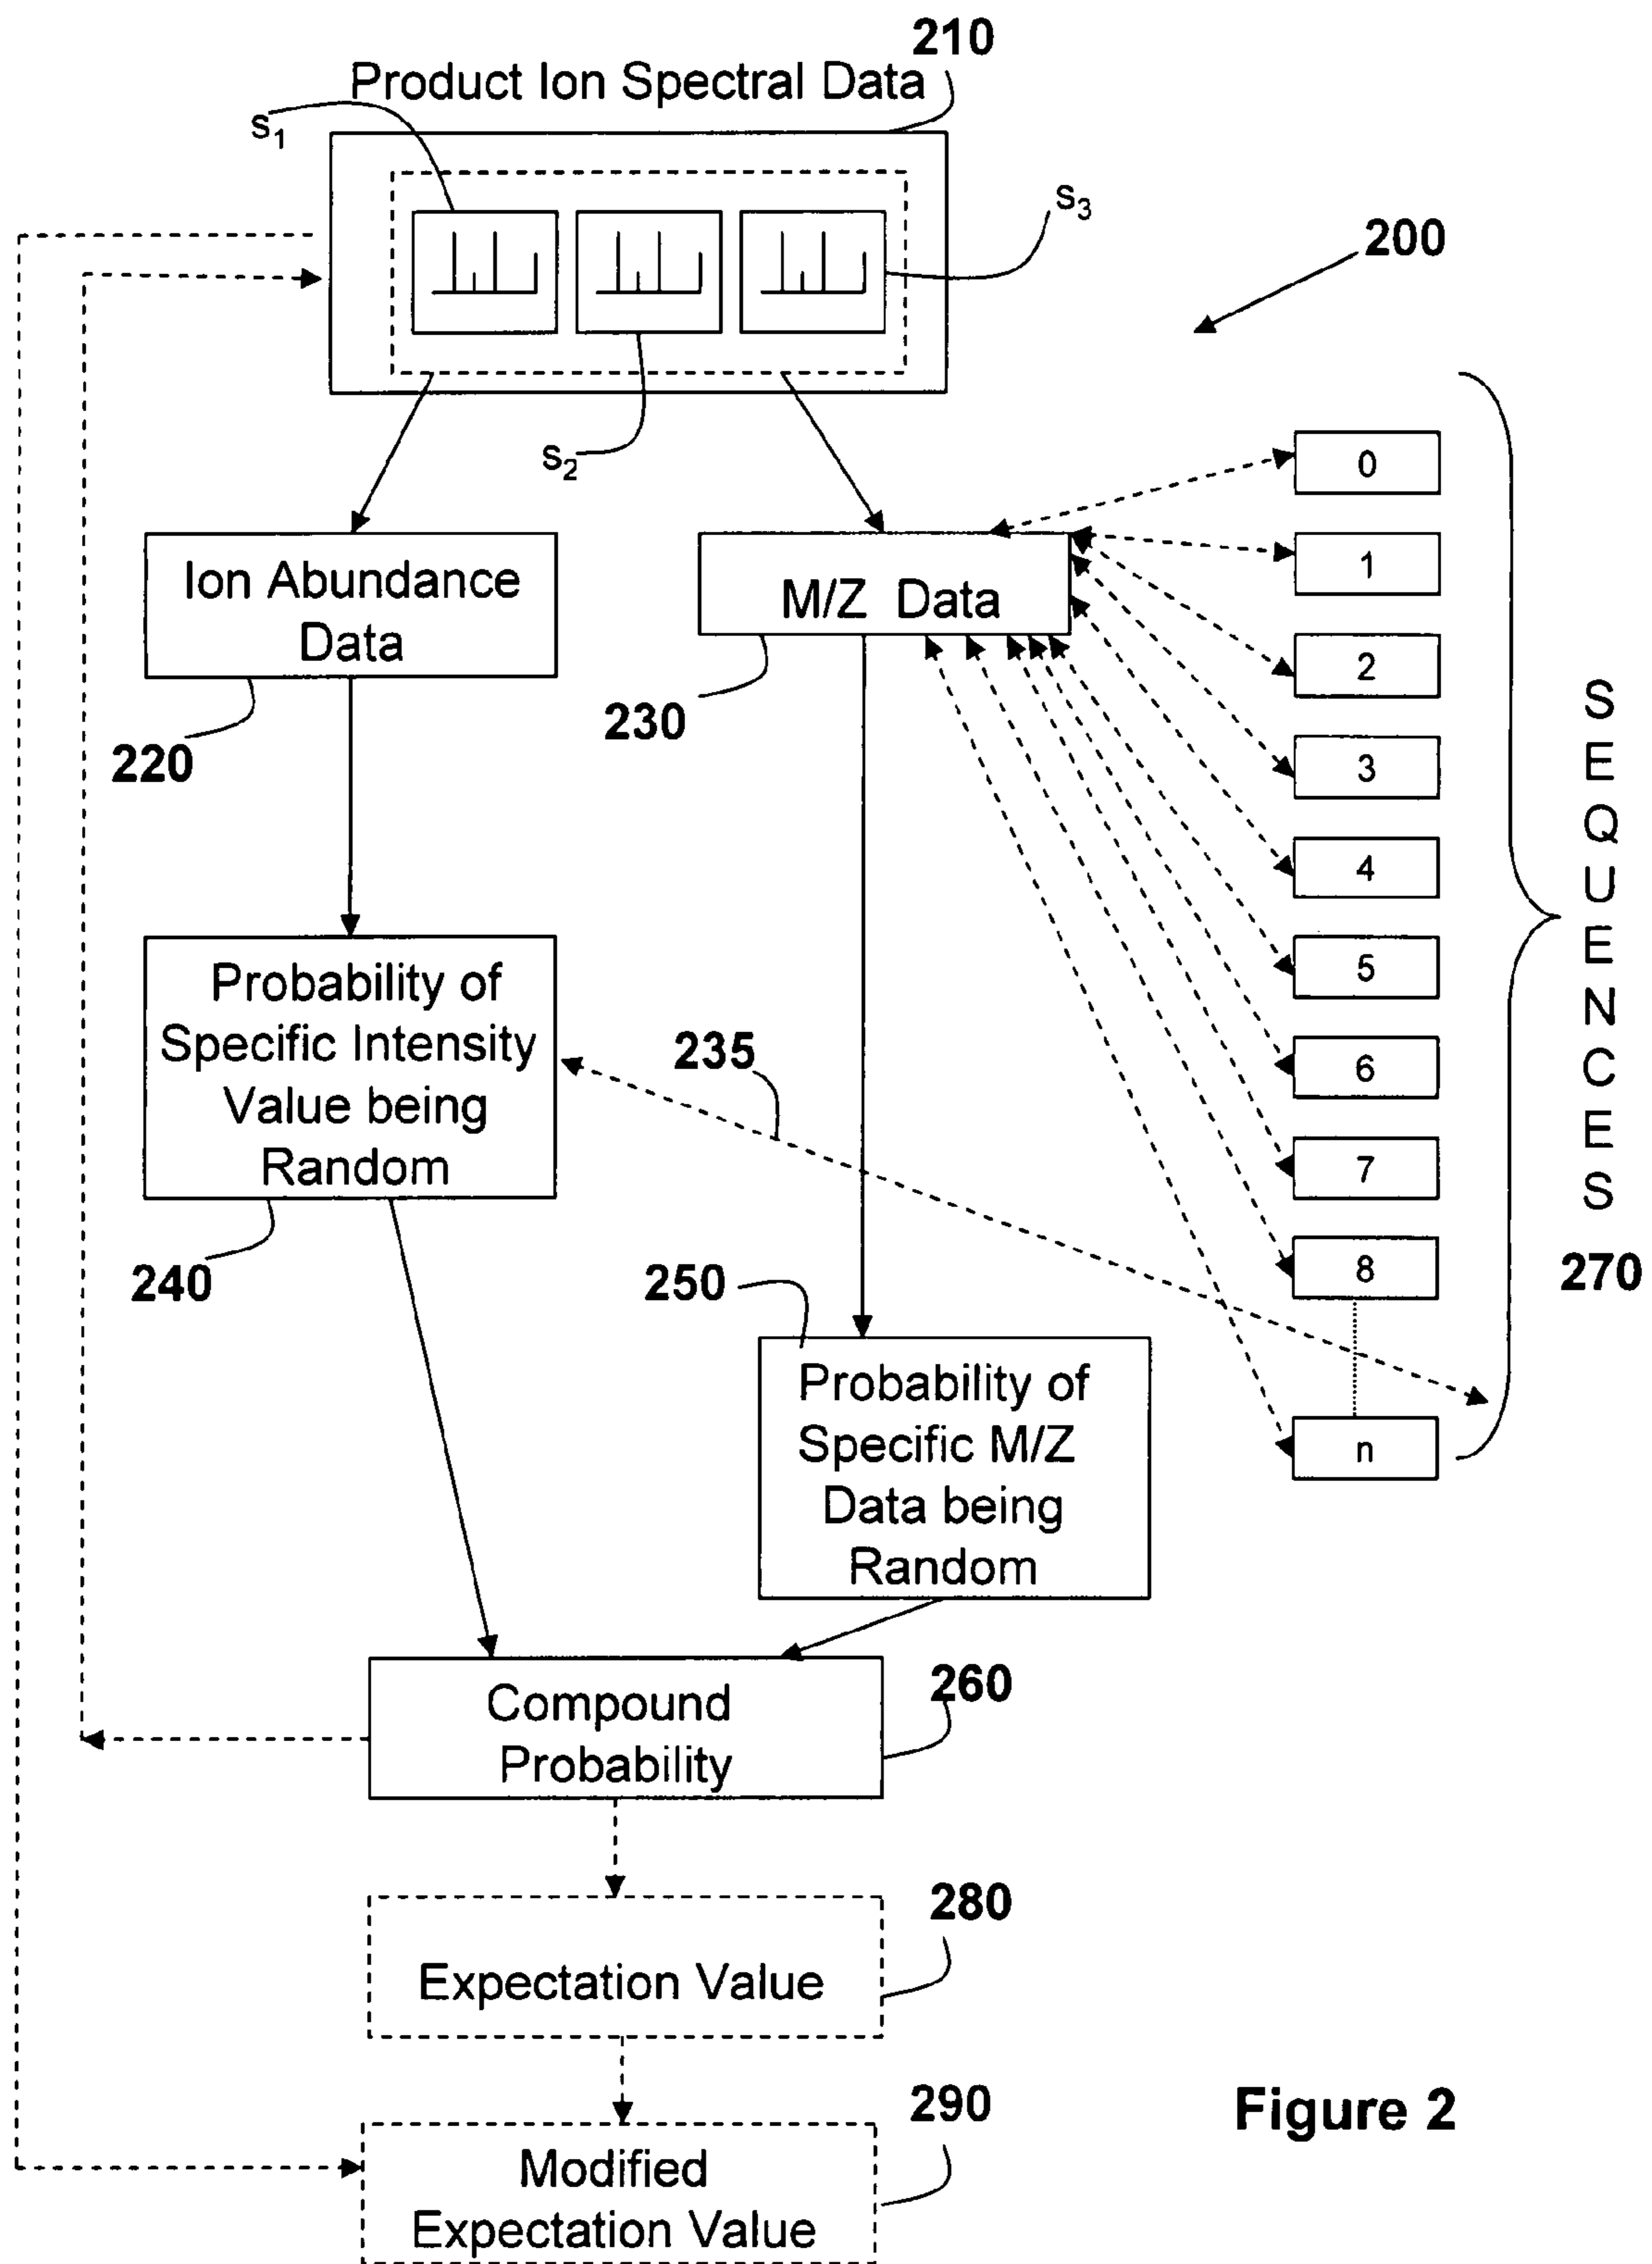 210
Product Ion Spectral Data
s1
s3
200
s2
0
1
2
3
4
5
6
7
8
n
SEQUENCES
270
Ion Abundance
Data
220
M/Z Data
230
Probability of
Specific Intensity
Value being
Random
235
240
250
Probability of
Specific M/Z
Data being
Random
Compound
Probability
260
280
Expectation Value
290
Modified
Expectation Value
Figure 2